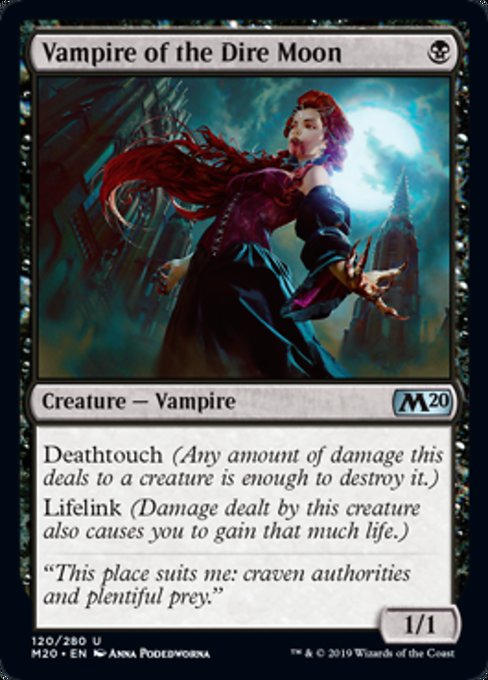 Vampire of the Dire Moon
Creature — Vampire
M20
Deathtouch (Any amount of damage this
deals to a creature is enough to destroy it.)
Lifelink (Damage dealt by this creature
also causes you to gain that much life.)
“This place suits me: craven authorities
and plentiful prey.”
1/1
120/280 U
M20 • EN Anna Podedworna
™ & © 2019 Wizards of the Coast